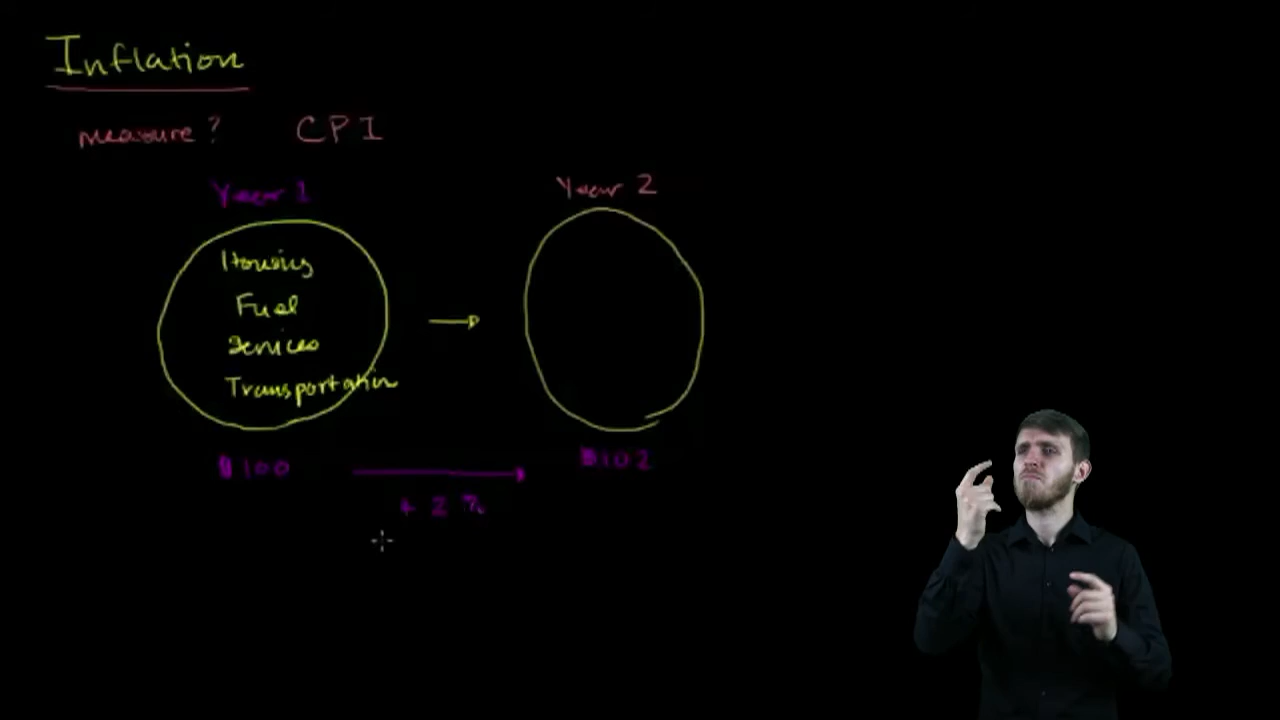 Inflation
measure? CPI
Year 1 Year 2
Housing
Fuel
Services
Transportation
$100 $102
+ 2 %